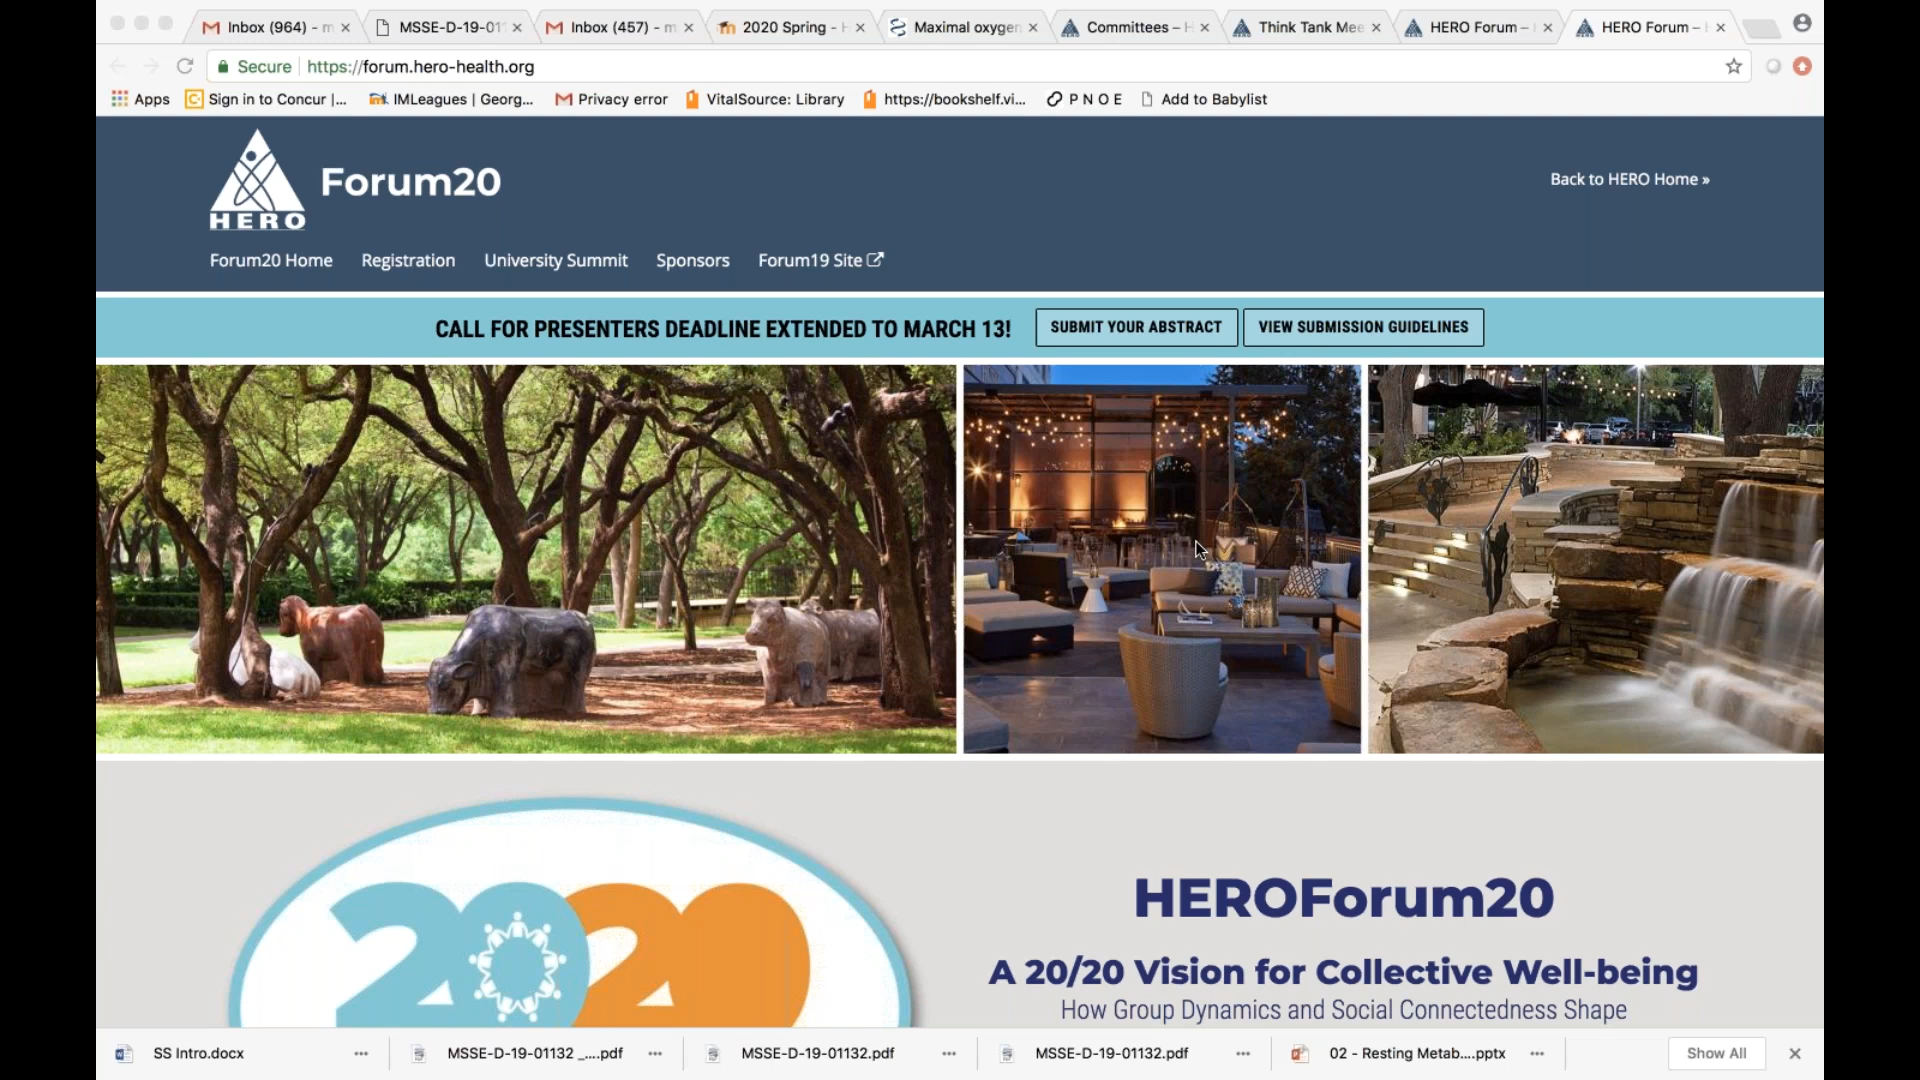 Inbox (964) - m
MSSE-D-19-011
Inbox (457) - m
2020 Spring - H
Maximal oxygen
Committees – H
Think Tank Mee
HERO Forum –
HERO Forum –
Secure
https://forum.hero-health.org
Apps
Sign in to Concur |...
IMLeagues | Georg...
Privacy error
VitalSource: Library
https://bookshelf.vi...
P N O E
Add to Babylist
HERO
Forum20
Back to HERO Home »
Forum20 Home
Registration
University Summit
Sponsors
Forum19 Site
CALL FOR PRESENTERS DEADLINE EXTENDED TO MARCH 13!
SUBMIT YOUR ABSTRACT
VIEW SUBMISSION GUIDELINES
2020
HEROForum20
A 20/20 Vision for Collective Well-being
How Group Dynamics and Social Connectedness Shape
SS Intro.docx
MSSE-D-19-01132 _....pdf
MSSE-D-19-01132.pdf
MSSE-D-19-01132.pdf
02 - Resting Metab....pptx
Show All